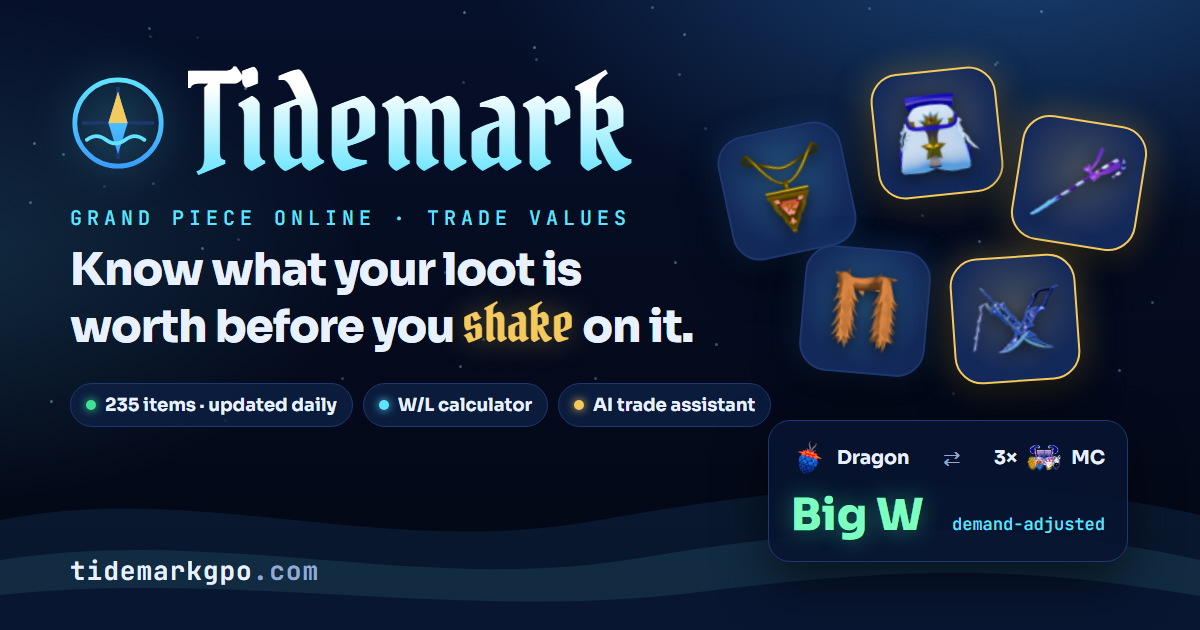 Tidemark
GRAND PIECE ONLINE · TRADE VALUES
Know what your loot is
worth before you shake on it.
235 items · updated daily
W/L calculator
AI trade assistant
Dragon ⇄ 3× MC
Big W demand-adjusted
tidemarkgpo.com